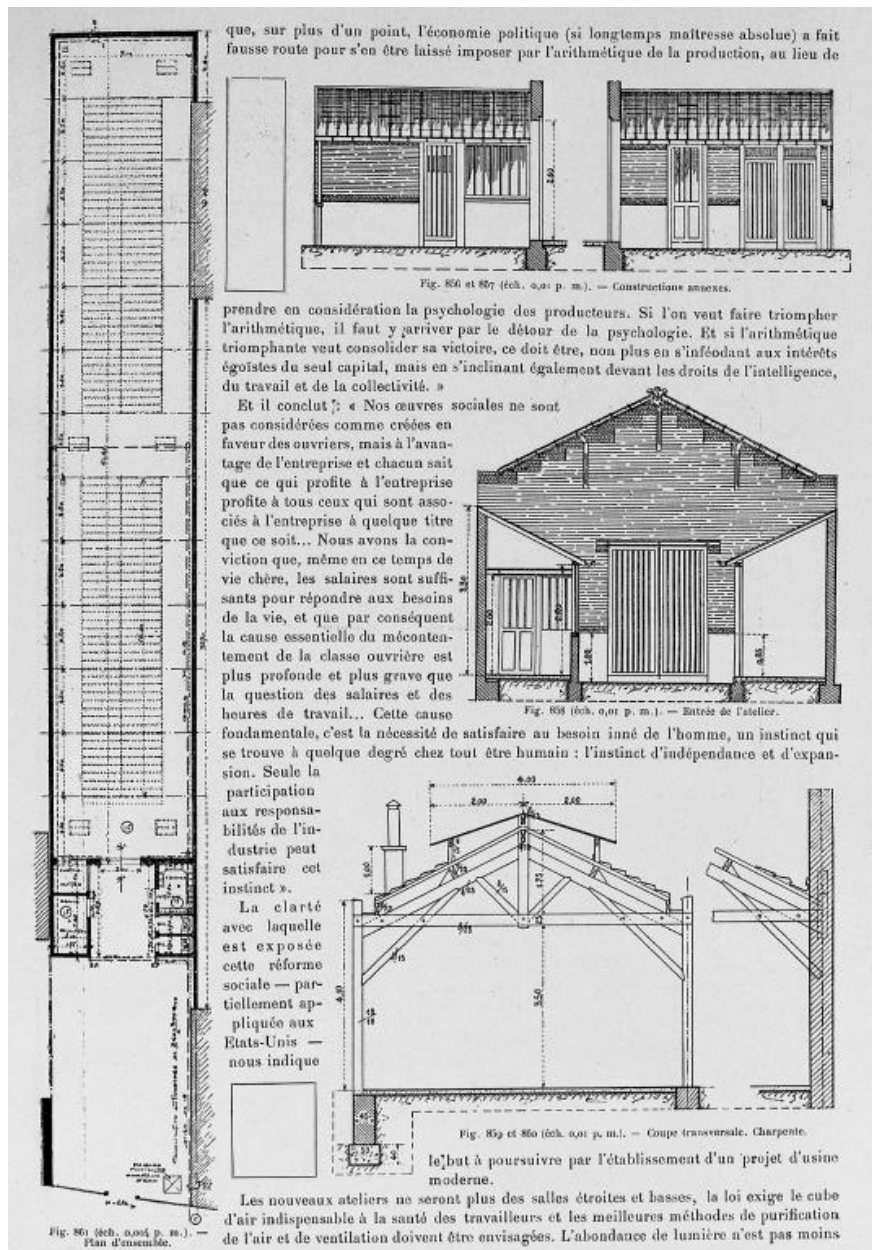 que, sur plus d'un point, l'économie politique (si longtemps maîtresse absolue) a fait
fausse route pour s'en être laissé imposer par l'arithmétique de la production, au lieu de
2.60
Fig. 856 et 857 (éch. 0,01 p. m.). — Constructions annexes.
prendre en considération la psychologie des producteurs. Si l'on veut faire triompher
l'arithmétique, il faut y arriver par le détour de la psychologie. Et si l'arithmétique
triomphante veut consolider sa victoire, ce doit être, non plus en s'inféodant aux intérêts
égoïstes du seul capital, mais en s'inclinant également devant les droits de l'intelligence,
du travail et de la collectivité. »
Et il conclut : « Nos œuvres sociales ne sont
pas considérées comme créées en
faveur des ouvriers, mais à l'avan-
tage de l'entreprise et chacun sait
que ce qui profite à l'entreprise
profite à tous ceux qui sont asso-
ciés à l'entreprise à quelque titre
que ce soit... Nous avons la con-
viction que, même en ce temps de
vie chère, les salaires sont suffi-
sants pour répondre aux besoins
de la vie, et que par conséquent
la cause essentielle du méconten-
tement de la classe ouvrière est
plus profonde et plus grave que
la question des salaires et des
heures de travail... Cette cause
Fig. 858 (éch. 0,01 p. m.). — Entrée de l'atelier.
fondamentale, c'est la nécessité de satisfaire au besoin inné de l'homme, un instinct qui
se trouve à quelque degré chez tout être humain : l'instinct d'indépendance et d'expan-
sion. Seule la
participation
aux responsa-
bilités de l'in-
dustrie peut
satisfaire cet
instinct ».
La clarté
avec laquelle
est exposée
cette réforme
sociale — par-
tiellement ap-
pliquée aux
Etats-Unis —
nous indique
4.00
2.00
2.00
1.00
1.75
3.50
4.10
Fig. 859 et 860 (éch. 0,01 p. m.). — Coupe transversale. Charpente.
le but à poursuivre par l'établissement d'un projet d'usine
moderne.
Les nouveaux ateliers ne seront plus des salles étroites et basses, la loi exige le cube
d'air indispensable à la santé des travailleurs et les meilleures méthodes de purification
de l'air et de ventilation doivent être envisagées. L'abondance de lumière n'est pas moins
Fig. 861 (éch. 0,004 p. m.). —
Plan d'ensemble.